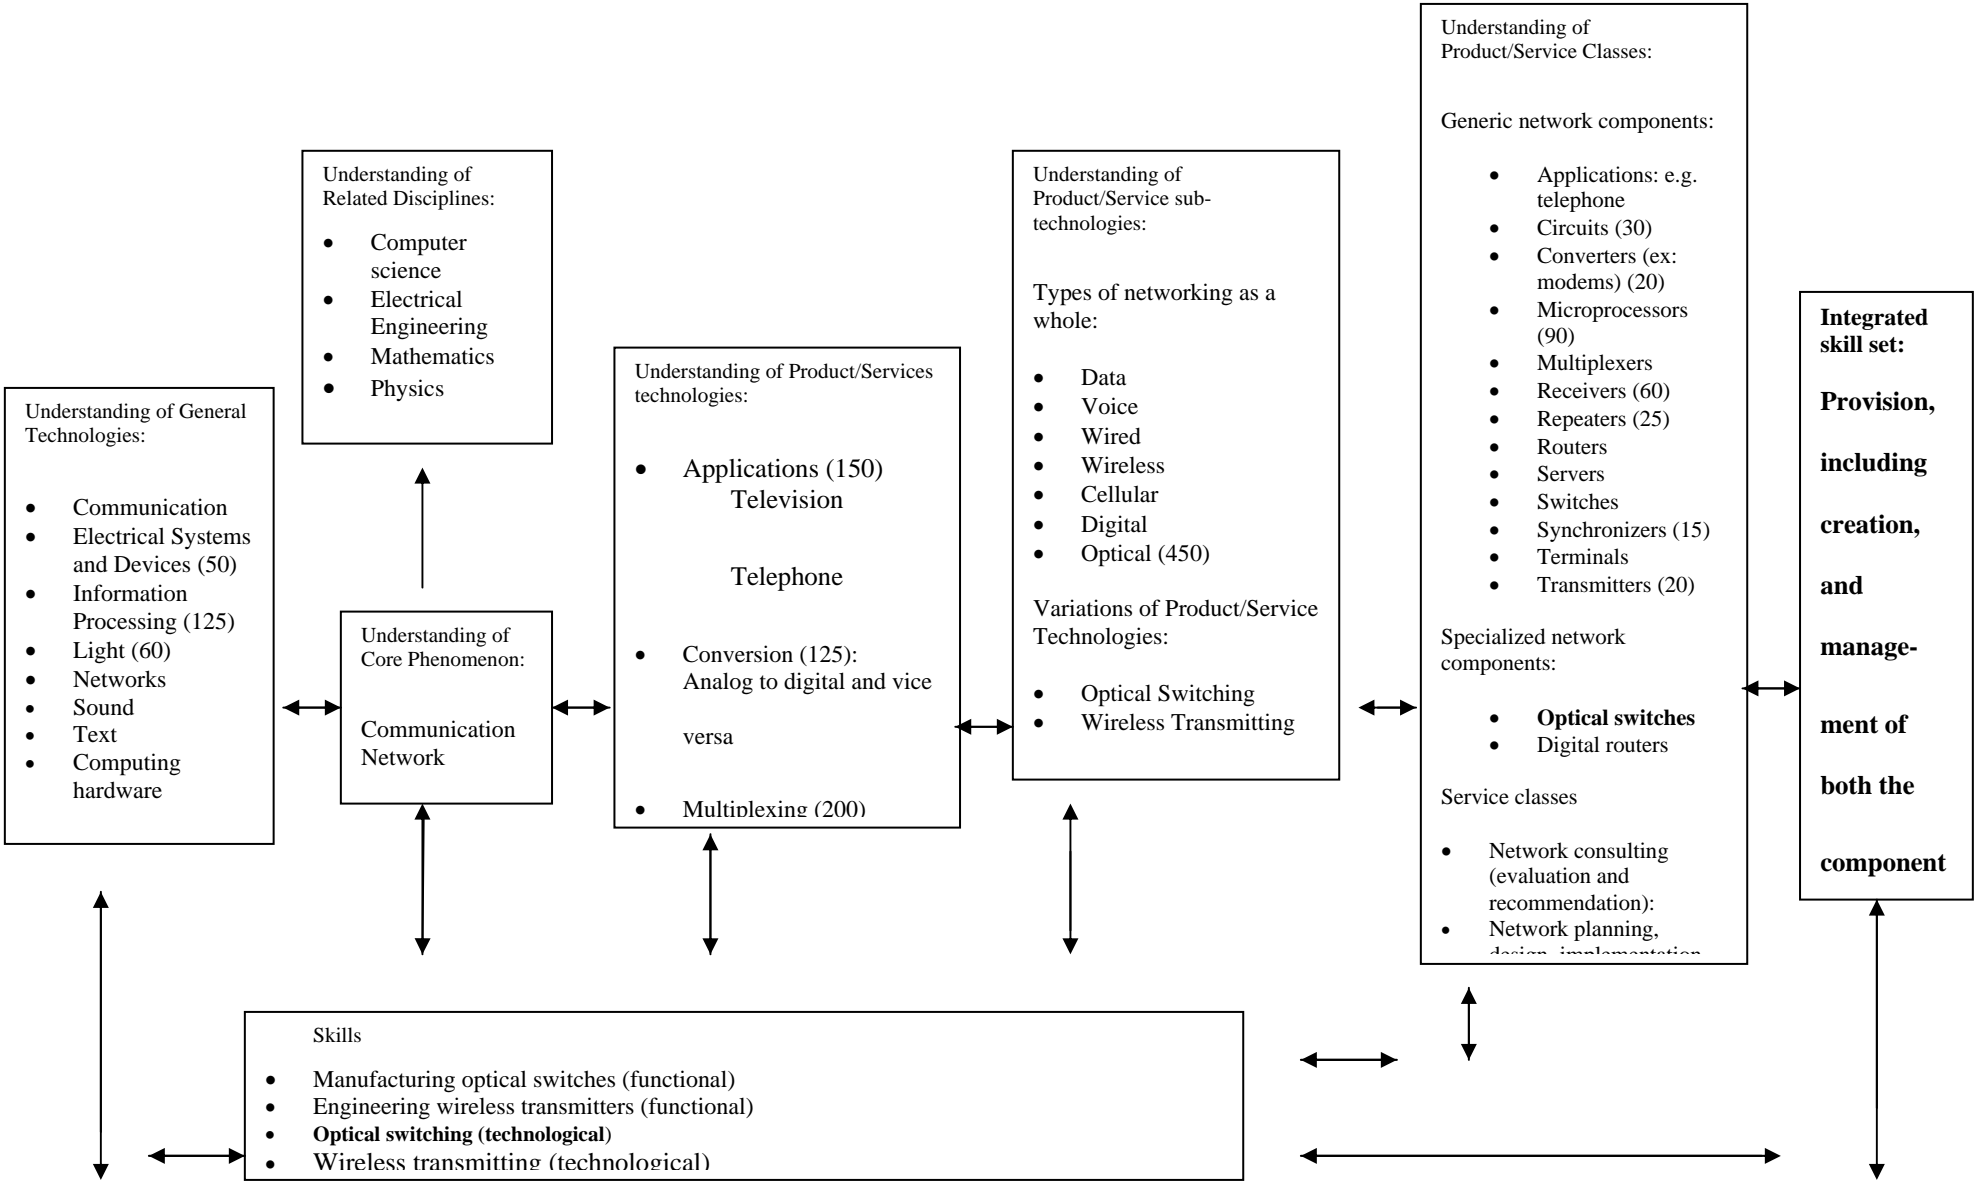 Understanding of General
Technologies:
• Communication
• Electrical Systems
and Devices (50)
• Information
Processing (125)
• Light (60)
• Networks
• Sound
• Text
• Computing
hardware
Understanding of
Related Disciplines:
• Computer
science
• Electrical
Engineering
• Mathematics
• Physics
Understanding of
Core Phenomenon:
Communication
Network
Understanding of Product/Services
technologies:
• Applications (150)
Television
Telephone
• Conversion (125):
Analog to digital and vice
versa
• Multiplexing (200)
Understanding of
Product/Service sub-
technologies:
Types of networking as a
whole:
• Data
• Voice
• Wired
• Wireless
• Cellular
• Digital
• Optical (450)
Variations of Product/Service
Technologies:
• Optical Switching
• Wireless Transmitting
Understanding of
Product/Service Classes:
Generic network components:
• Applications: e.g.
telephone
• Circuits (30)
• Converters (ex:
modems) (20)
• Microprocessors
(90)
• Multiplexers
• Receivers (60)
• Repeaters (25)
• Routers
• Servers
• Switches
• Synchronizers (15)
• Terminals
• Transmitters (20)
Specialized network
components:
• Optical switches
• Digital routers
Service classes
• Network consulting
(evaluation and
recommendation):
• Network planning,
design, implementation
Integrated
skill set:
Provision,
including
creation,
and
manage-
ment of
both the
component
Skills
• Manufacturing optical switches (functional)
• Engineering wireless transmitters (functional)
• Optical switching (technological)
• Wireless transmitting (technological)